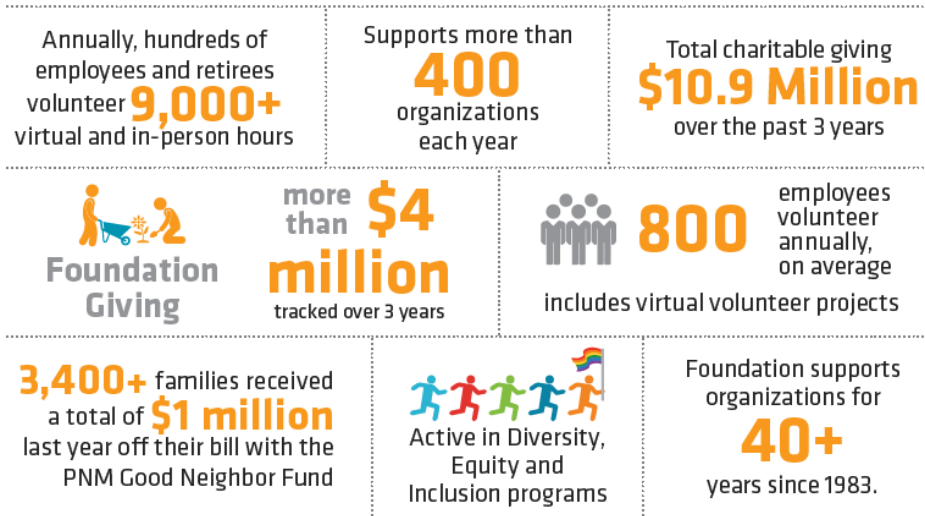 Annually, hundreds of
employees and retirees
volunteer 9,000+
virtual and in-person hours
Supports more than
400
organizations
each year
Total charitable giving
$10.9 Million
over the past 3 years
Foundation
Giving
more
than $4
million
tracked over 3 years
800
employees
volunteer
annually,
on average
includes virtual volunteer projects
3,400+ families received
a total of $1 million
last year off their bill with the
PNM Good Neighbor Fund
Active in Diversity,
Equity and
Inclusion programs
Foundation supports
organizations for
40+
years since 1983.